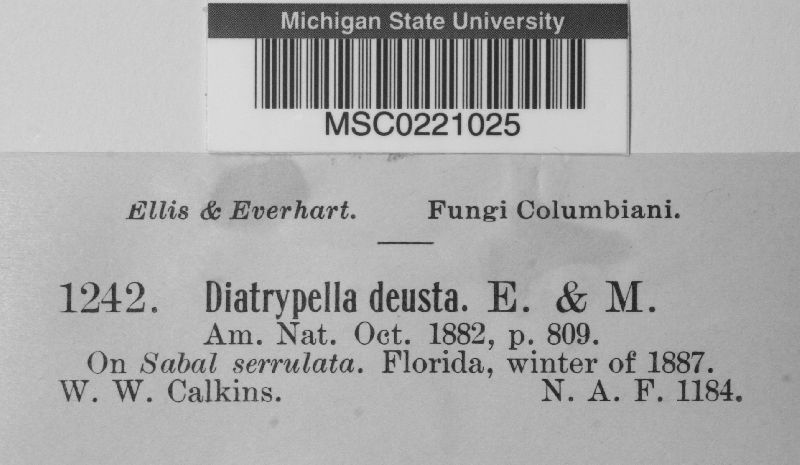 Michigan State University
MSC0221025
Ellis & Everhart. Fungi Columbiani.
1242. Diatrypella deusta. E. & M.
Am. Nat. Oct. 1882, p. 809.
On Sabal serrulata. Florida, winter of 1887.
W. W. Calkins. N. A. F. 1184.